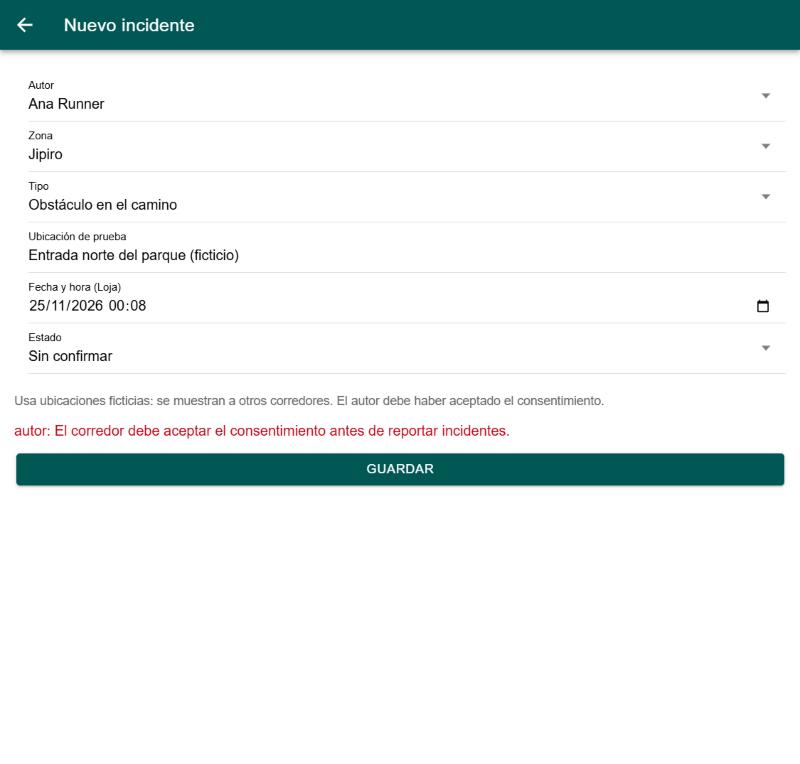 Nuevo incidente
Autor
Ana Runner
Zona
Jipiro
Tipo
Obstáculo en el camino
Ubicación de prueba
Entrada norte del parque (ficticio)
Fecha y hora (Loja)
25/11/2026 00:08
Estado
Sin confirmar
Usa ubicaciones ficticias: se muestran a otros corredores. El autor debe haber aceptado el consentimiento.
autor: El corredor debe aceptar el consentimiento antes de reportar incidentes.
GUARDAR